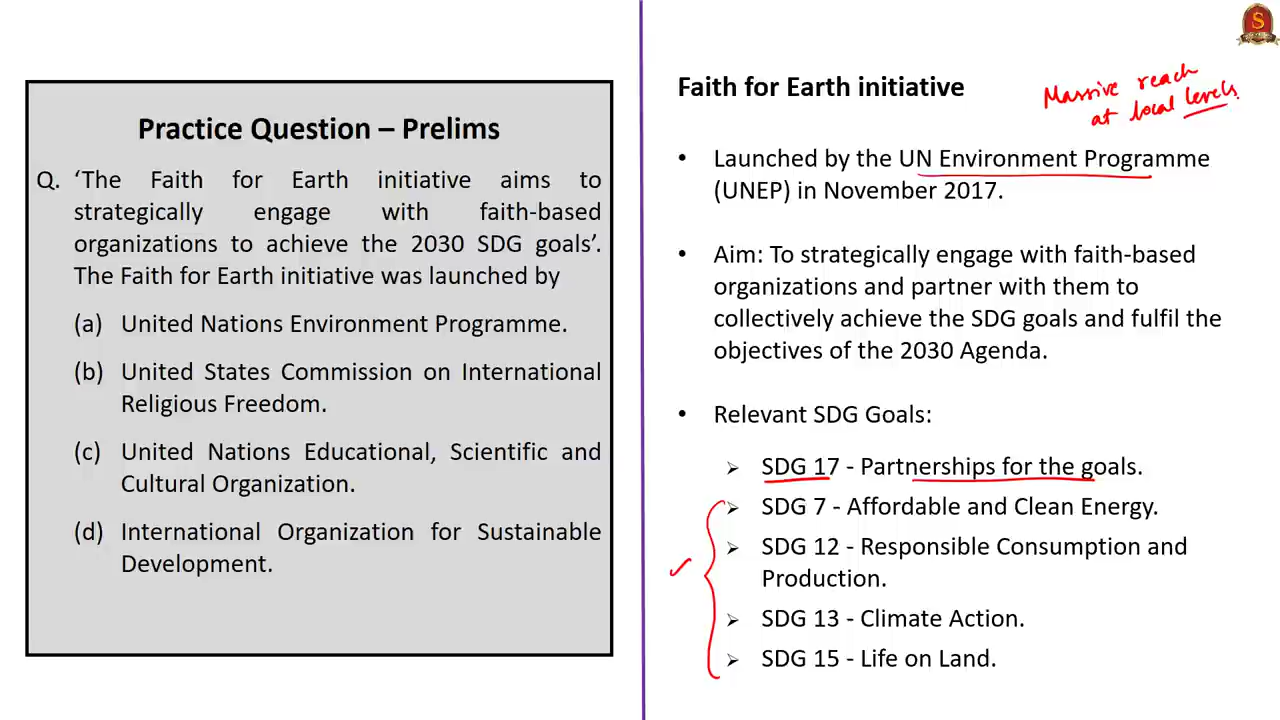 Practice Question – Prelims
Q. ‘The Faith for Earth initiative aims to
strategically engage with faith-based
organizations to achieve the 2030 SDG goals’.
The Faith for Earth initiative was launched by
(a) United Nations Environment Programme.
(b) United States Commission on International
Religious Freedom.
(c) United Nations Educational, Scientific and
Cultural Organization.
(d) International Organization for Sustainable
Development.
S
Faith for Earth initiative
Massive reach
at local levels.
• Launched by the UN Environment Programme
(UNEP) in November 2017.
• Aim: To strategically engage with faith-based
organizations and partner with them to
collectively achieve the SDG goals and fulfil the
objectives of the 2030 Agenda.
• Relevant SDG Goals:
➢ SDG 17 - Partnerships for the goals.
➢ SDG 7 - Affordable and Clean Energy.
➢ SDG 12 - Responsible Consumption and
Production.
➢ SDG 13 - Climate Action.
➢ SDG 15 - Life on Land.